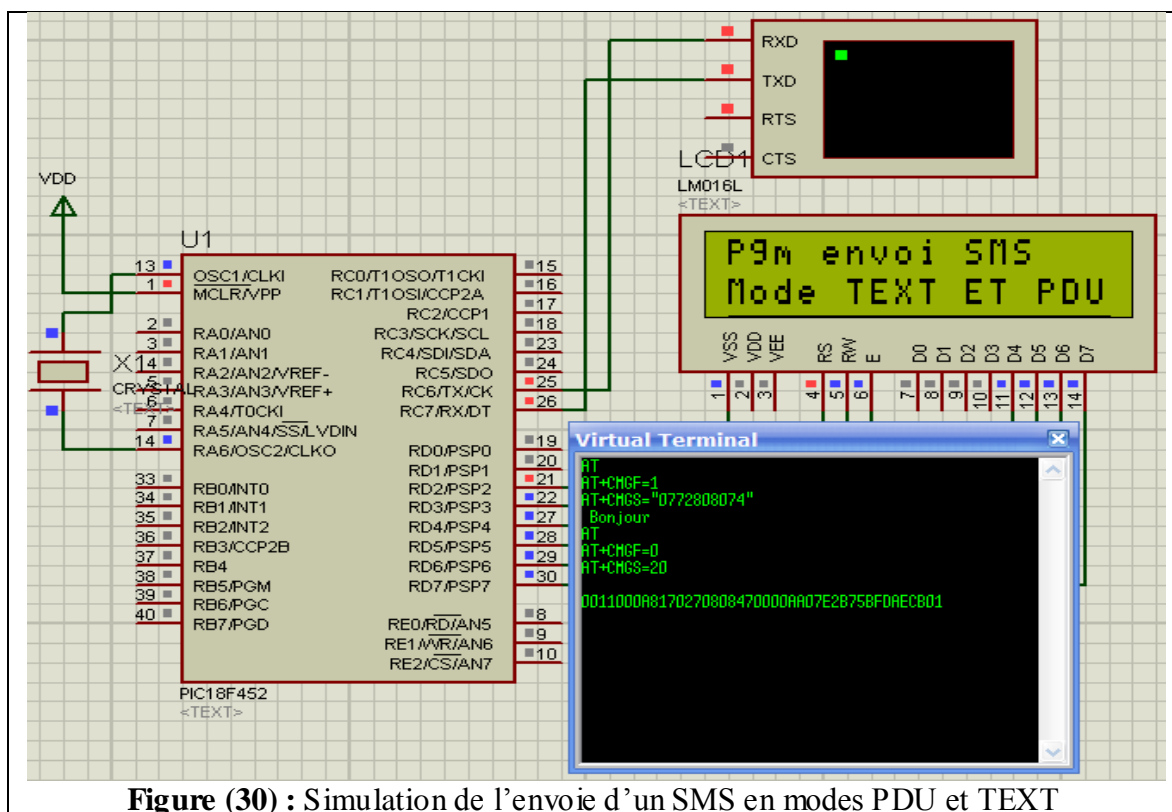 VDD
U1
13
1
2
3
14
5
6
7
14
33
34
35
36
37
38
39
40
OSC1/CLKI
MCLR/VPP
RA0/AN0
RA1/AN1
RA2/AN2/VREF-
RA3/AN3/VREF+
RA4/T0CKI
RA5/AN4/SS/LVDIN
RA6/OSC2/CLKO
RB0/INT0
RB1/INT1
RB2/INT2
RB3/CCP2B
RB4
RB5/PGM
RB6/PGC
RB7/PGD
RC0/T1OSO/T1CKI
RC1/T1OSI/CCP2A
RC2/CCP1
RC3/SCK/SCL
RC4/SDI/SDA
RC5/SDO
RC6/TX/CK
RC7/RX/DT
RD0/PSP0
RD1/PSP1
RD2/PSP2
RD3/PSP3
RD4/PSP4
RD5/PSP5
RD6/PSP6
RD7/PSP7
RE0/RD/AN5
RE1/WR/AN6
RE2/CS/AN7
15
16
17
18
23
24
25
26
19
20
21
22
27
28
29
30
8
9
10
PIC18F452
<TEXT>
X1
CRYSTAL
<TEXT>
RXD
TXD
RTS
CTS
LCD1
LM016L
<TEXT>
Pgm envoi SMS
Mode TEXT ET PDU
VSS VDD VEE RS RW E D0 D1 D2 D3 D4 D5 D6 D7
1 2 3 4 5 6 7 8 9 10 11 12 13 14
Virtual Terminal
AT
AT+CMGF=1
AT+CMGS="0772808074"
Bonjour
AT
AT+CMGF=0
AT+CMGS=20
0011000A8170270808470000AA07E2B75BFDAECB01
Figure (30) : Simulation de l'envoie d'un SMS en modes PDU et TEXT